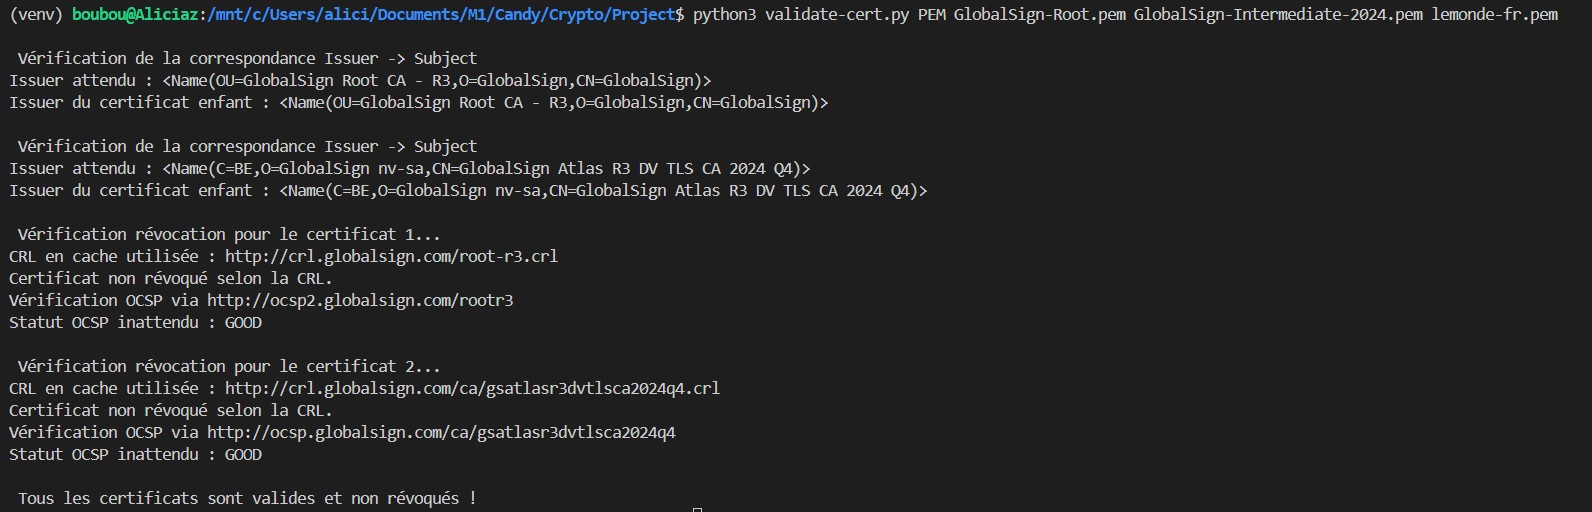 (venv) boubou@Aliciaz:/mnt/c/Users/alici/Documents/M1/Candy/Crypto/Project$ python3 validate-cert.py PEM GlobalSign-Root.pem GlobalSign-Intermediate-2024.pem lemonde-fr.pem
Vérification de la correspondance Issuer -> Subject
Issuer attendu : <Name(OU=GlobalSign Root CA - R3,O=GlobalSign,CN=GlobalSign)>
Issuer du certificat enfant : <Name(OU=GlobalSign Root CA - R3,O=GlobalSign,CN=GlobalSign)>
Vérification de la correspondance Issuer -> Subject
Issuer attendu : <Name(C=BE,O=GlobalSign nv-sa,CN=GlobalSign Atlas R3 DV TLS CA 2024 Q4)>
Issuer du certificat enfant : <Name(C=BE,O=GlobalSign nv-sa,CN=GlobalSign Atlas R3 DV TLS CA 2024 Q4)>
Vérification révocation pour le certificat 1...
CRL en cache utilisée : http://crl.globalsign.com/root-r3.crl
Certificat non révoqué selon la CRL.
Vérification OCSP via http://ocsp2.globalsign.com/rootr3
Statut OCSP inattendu : GOOD
Vérification révocation pour le certificat 2...
CRL en cache utilisée : http://crl.globalsign.com/ca/gsatlasr3dvtlsca2024q4.crl
Certificat non révoqué selon la CRL.
Vérification OCSP via http://ocsp.globalsign.com/ca/gsatlasr3dvtlsca2024q4
Statut OCSP inattendu : GOOD
Tous les certificats sont valides et non révoqués !